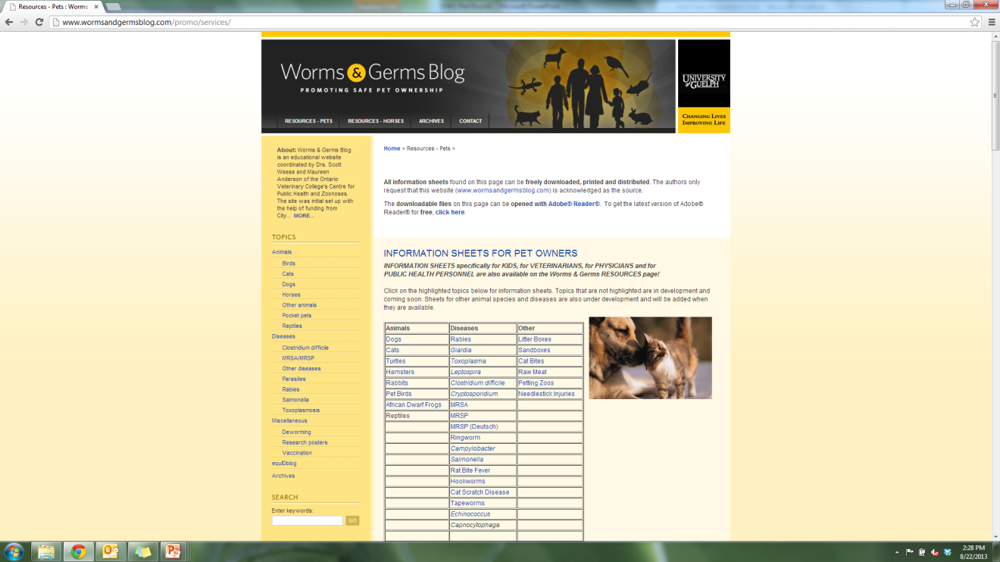 Resources - Pets : Worms
www.wormsandgermsblog.com/promo/services/
Worms & Germs Blog
PROMOTING SAFE PET OWNERSHIP
UNIVERSITY
of GUELPH
CHANGING LIVES
IMPROVING LIFE
RESOURCES - PETS RESOURCES - HORSES ARCHIVES CONTACT
About: Worms & Germs Blog
is an educational website
coordinated by Drs. Scott
Weese and Maureen
Anderson of the Ontario
Veterinary College's Centre for
Public Health and Zoonoses.
The site was initial set up with
the help of funding from
City... MORE...
TOPICS
Animals
Birds
Cats
Dogs
Horses
Other animals
Pocket pets
Reptiles
Diseases
Clostridium difficile
MRSA/MRSP
Other diseases
Parasites
Rabies
Salmonella
Toxoplasmosis
Miscellaneous
Deworming
Research posters
Vaccination
equIDblog
Archives
SEARCH
Enter keywords:
GO
Home > Resources - Pets >
All information sheets found on this page can be freely downloaded, printed and distributed. The authors only
request that this website (www.wormsandgermsblog.com) is acknowledged as the source.
The downloadable files on this page can be opened with Adobe® Reader®. To get the latest version of Adobe®
Reader® for free, click here.
INFORMATION SHEETS FOR PET OWNERS
INFORMATION SHEETS specifically for KIDS, for VETERINARIANS, for PHYSICIANS and for
PUBLIC HEALTH PERSONNEL are also available on the Worms & Germs RESOURCES page!
Click on the highlighted topics below for information sheets. Topics that are not highlighted are in development and
coming soon. Sheets for other animal species and diseases are also under development and will be added when
they are available.
Animals Diseases Other
Dogs Rabies Litter Boxes
Cats Giardia Sandboxes
Turtles Toxoplasma Cat Bites
Hamsters Leptospira Raw Meat
Rabbits Clostridium difficile Petting Zoos
Pet Birds Cryptosporidium Needlestick Injuries
African Dwarf Frogs MRSA
Reptiles MRSP
MRSP (Deutsch)
Ringworm
Campylobacter
Salmonella
Rat Bite Fever
Hookworms
Cat Scratch Disease
Tapeworms
Echinococcus
Capnocytophaga
2:28 PM
8/22/2013